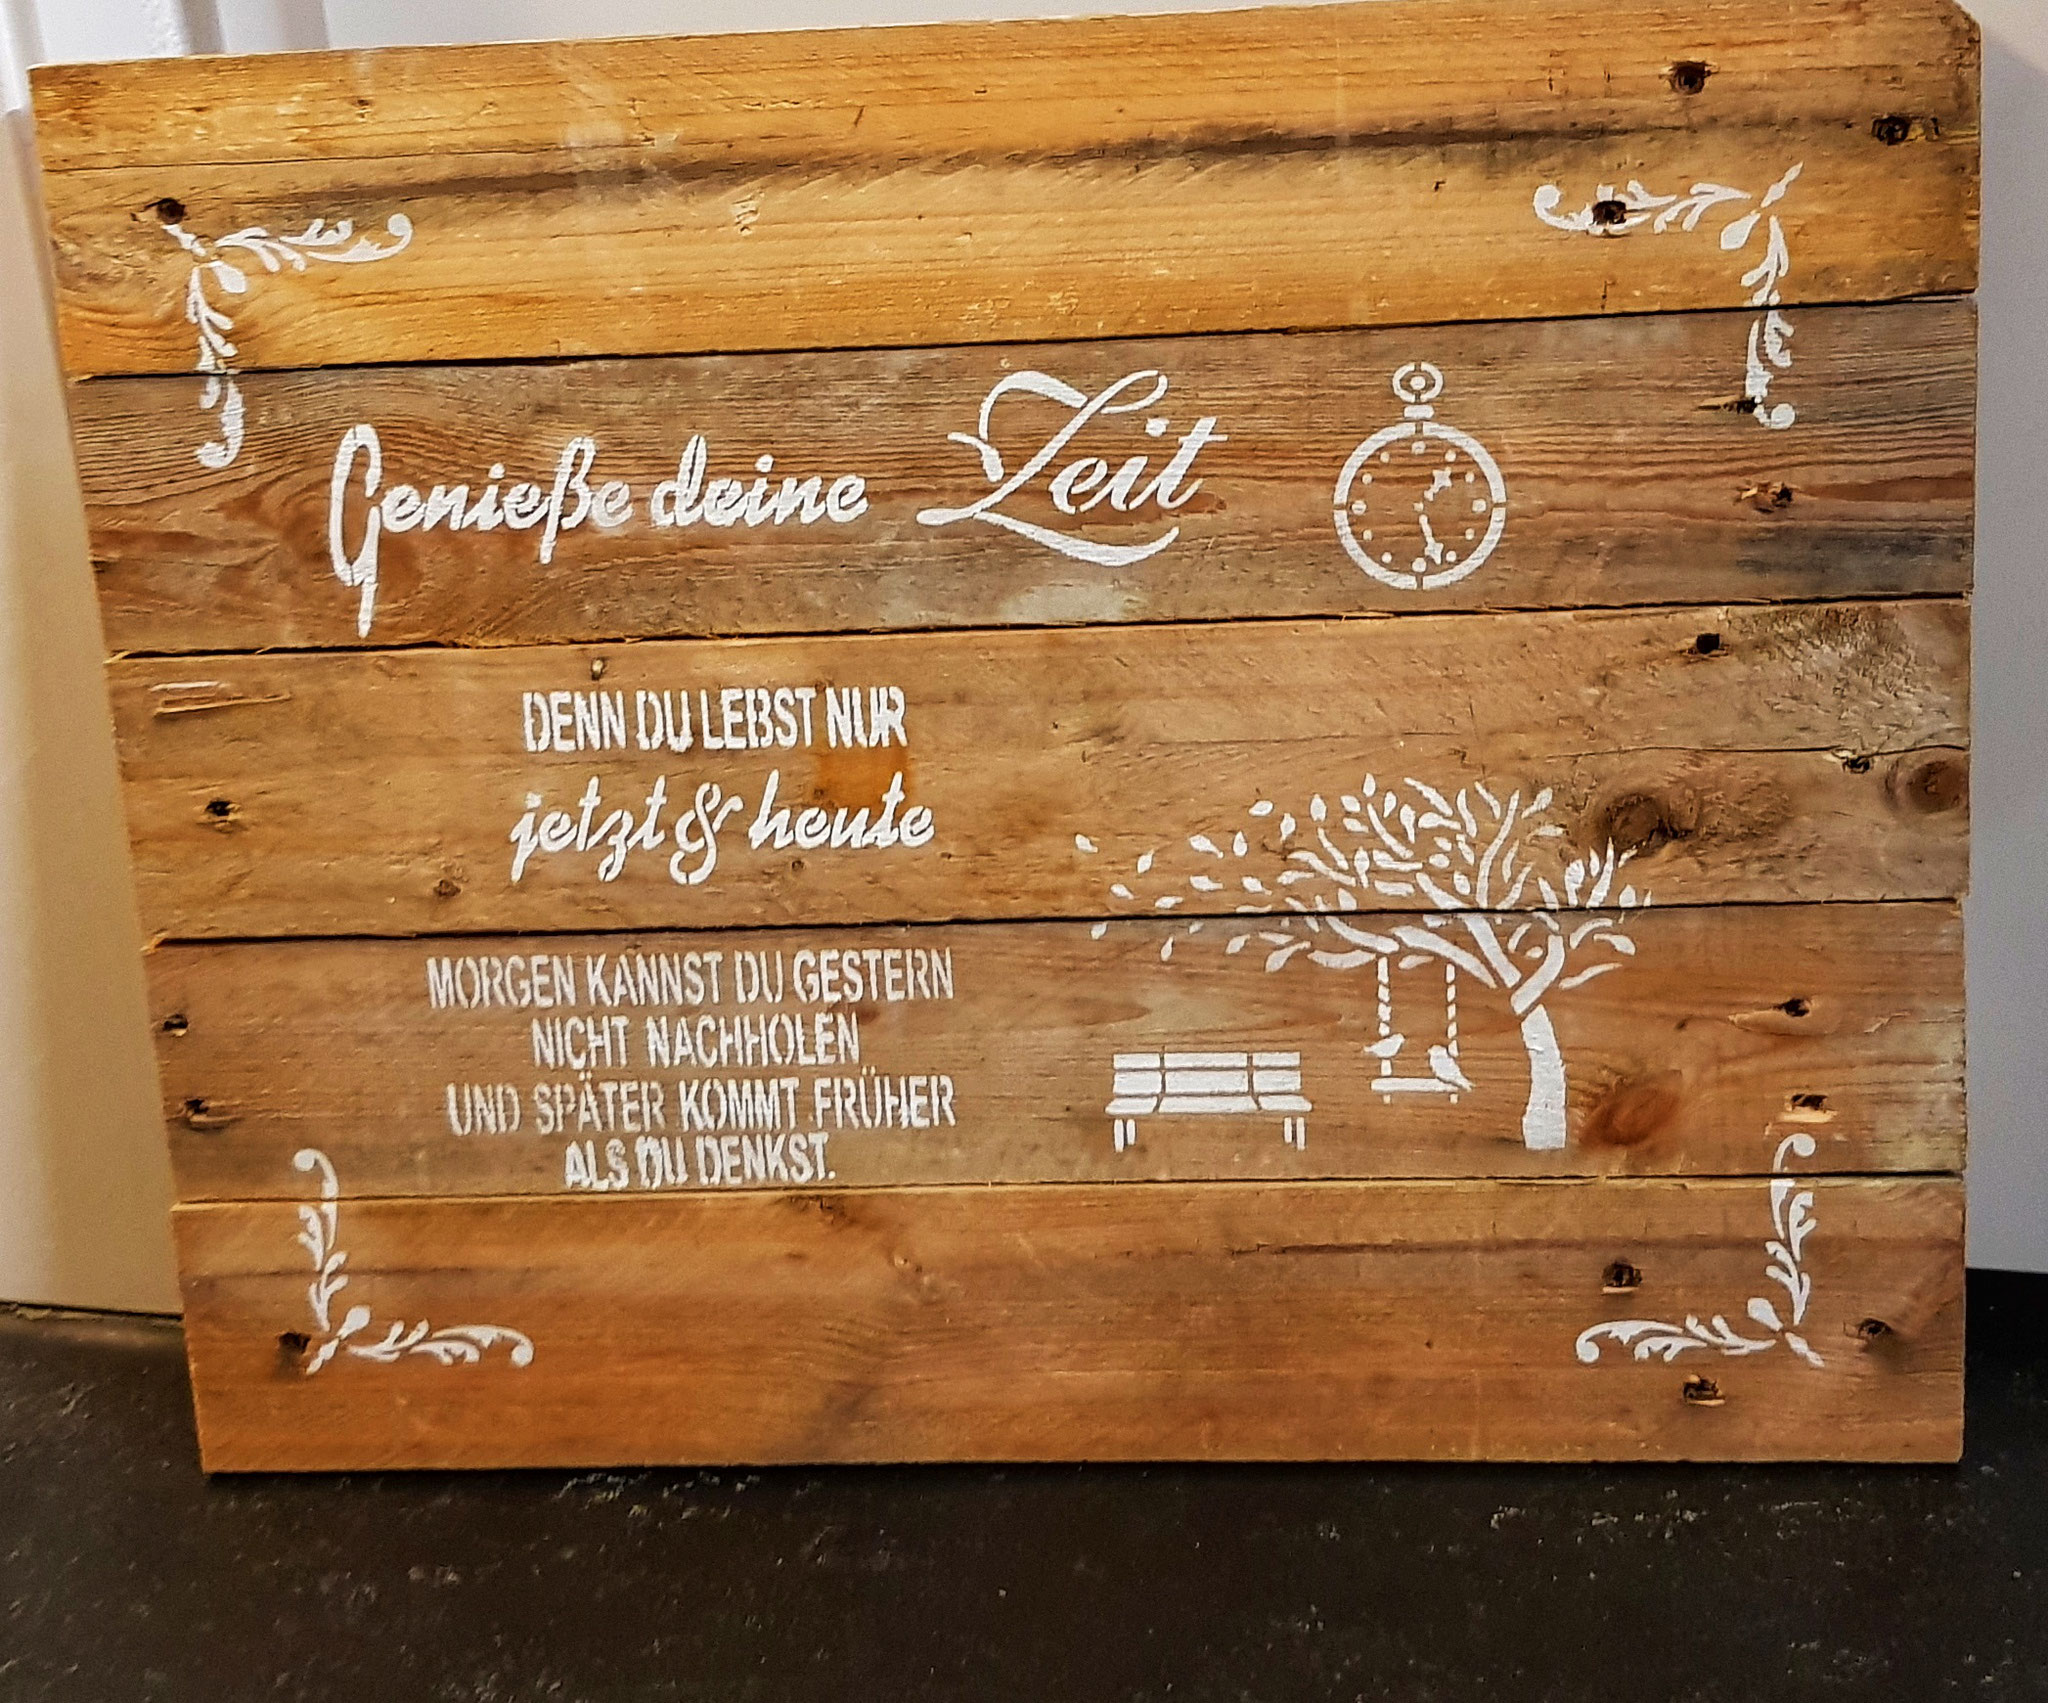 Genieße deine Zeit
DENN DU LEBST NUR
jetzt & heute
MORGEN KANNST DU GESTERN
NICHT NACHHOLEN
UND SPÄTER KOMMT FRÜHER
ALS DU DENKST.